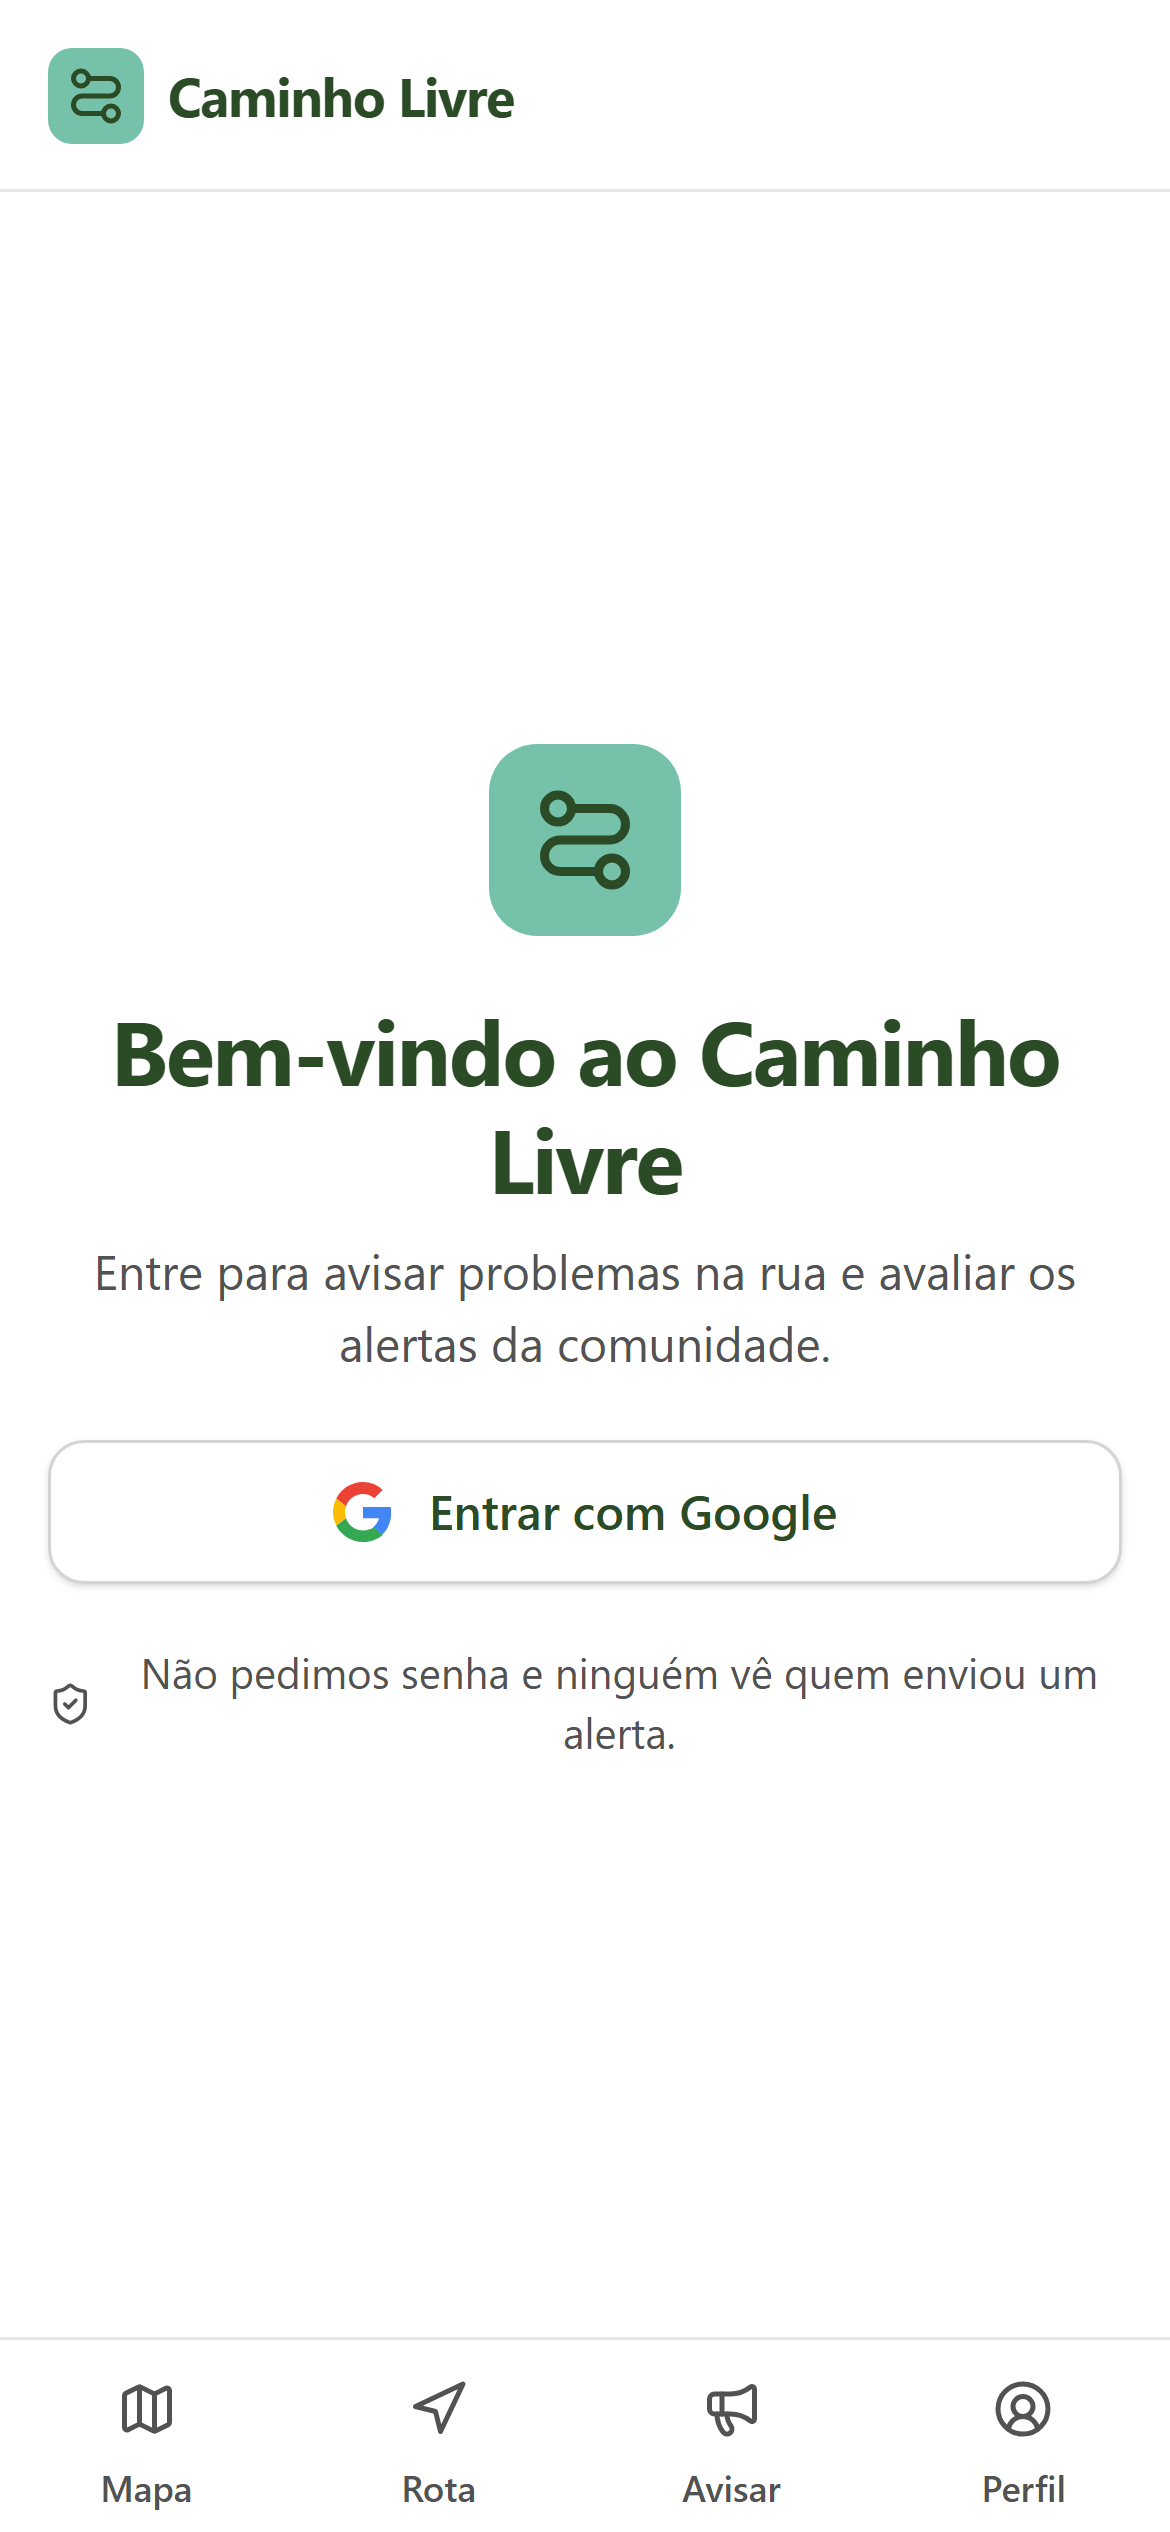 Caminho Livre
Bem-vindo ao Caminho
Livre
Entre para avisar problemas na rua e avaliar os
alertas da comunidade.
Entrar com Google
Não pedimos senha e ninguém vê quem enviou um
alerta.
Mapa
Rota
Avisar
Perfil